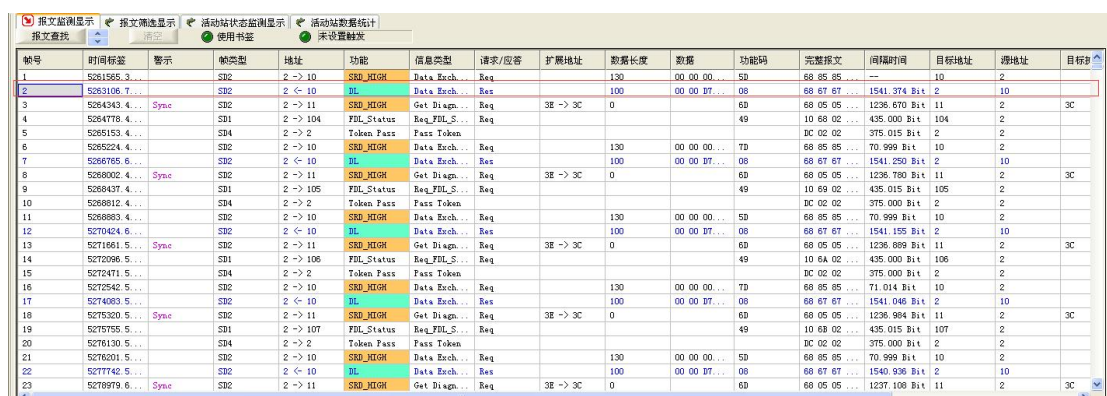 报文监测显示 报文筛选显示 活动站状态监测显示 活动站数据统计
报文查找 清空 使用书签 未设置触发
帧号 时间标签 警示 帧类型 地址 功能 信息类型 请求/应答 扩展地址 数据长度 数据 功能码 完整报文 间隔时间 目标地址 源地址 目标扩
1 5261565.3... SD2 2 -> 10 SRD_HIGH Data Exch... Req 130 00 00 00... 5D 68 85 85 ... -- 10 2
2 5263106.7... SD2 2 <- 10 DL Data Exch... Res 100 00 00 D7... 08 68 67 67 ... 1541.374 Bit 2 10
3 5264343.4... Sync SD2 2 -> 11 SRD_HIGH Get Diagn... Req 3E -> 3C 0 6D 68 05 05 ... 1236.670 Bit 11 2 3C
4 5264778.4... SD1 2 -> 104 FDL_Status Req_FDL_S... Req 49 10 68 02 ... 435.000 Bit 104 2
5 5265153.4... SD4 2 -> 2 Token Pass Pass Token DC 02 02 375.015 Bit 2 2
6 5265224.4... SD2 2 -> 10 SRD_HIGH Data Exch... Req 130 00 00 00... 7D 68 85 85 ... 70.999 Bit 10 2
7 5266765.6... SD2 2 <- 10 DL Data Exch... Res 100 00 00 D7... 08 68 67 67 ... 1541.250 Bit 2 10
8 5268002.4... Sync SD2 2 -> 11 SRD_HIGH Get Diagn... Req 3E -> 3C 0 6D 68 05 05 ... 1236.780 Bit 11 2 3C
9 5268437.4... SD1 2 -> 105 FDL_Status Req_FDL_S... Req 49 10 69 02 ... 435.015 Bit 105 2
10 5268812.4... SD4 2 -> 2 Token Pass Pass Token DC 02 02 375.000 Bit 2 2
11 5268883.4... SD2 2 -> 10 SRD_HIGH Data Exch... Req 130 00 00 00... 5D 68 85 85 ... 70.999 Bit 10 2
12 5270424.6... SD2 2 <- 10 DL Data Exch... Res 100 00 00 D7... 08 68 67 67 ... 1541.155 Bit 2 10
13 5271661.5... Sync SD2 2 -> 11 SRD_HIGH Get Diagn... Req 3E -> 3C 0 6D 68 05 05 ... 1236.889 Bit 11 2 3C
14 5272096.5... SD1 2 -> 106 FDL_Status Req_FDL_S... Req 49 10 6A 02 ... 435.000 Bit 106 2
15 5272471.5... SD4 2 -> 2 Token Pass Pass Token DC 02 02 375.000 Bit 2 2
16 5272542.5... SD2 2 -> 10 SRD_HIGH Data Exch... Req 130 00 00 00... 7D 68 85 85 ... 71.014 Bit 10 2
17 5274083.5... SD2 2 <- 10 DL Data Exch... Res 100 00 00 D7... 08 68 67 67 ... 1541.046 Bit 2 10
18 5275320.5... Sync SD2 2 -> 11 SRD_HIGH Get Diagn... Req 3E -> 3C 0 6D 68 05 05 ... 1236.984 Bit 11 2 3C
19 5275755.5... SD1 2 -> 107 FDL_Status Req_FDL_S... Req 49 10 6B 02 ... 435.015 Bit 107 2
20 5276130.5... SD4 2 -> 2 Token Pass Pass Token DC 02 02 375.000 Bit 2 2
21 5276201.5... SD2 2 -> 10 SRD_HIGH Data Exch... Req 130 00 00 00... 5D 68 85 85 ... 70.999 Bit 10 2
22 5277742.5... SD2 2 <- 10 DL Data Exch... Res 100 00 00 D7... 08 68 67 67 ... 1540.936 Bit 2 10
23 5278979.6... Sync SD2 2 -> 11 SRD_HIGH Get Diagn... Req 3E -> 3C 0 6D 68 05 05 ... 1237.108 Bit 11 2 3C